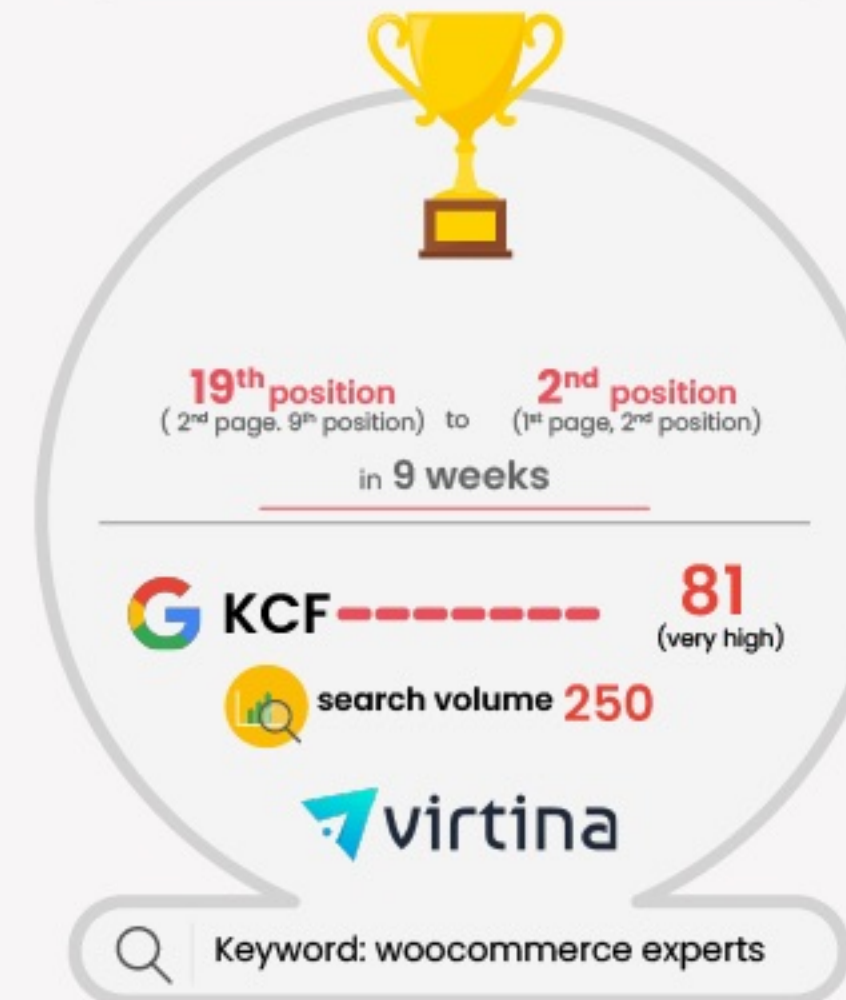 19th position 2nd position
( 2nd page. 9th position) to (1st page, 2nd position)
in 9 weeks
KCF 81
(very high)
search volume 250
virtina
Keyword: woocommerce experts